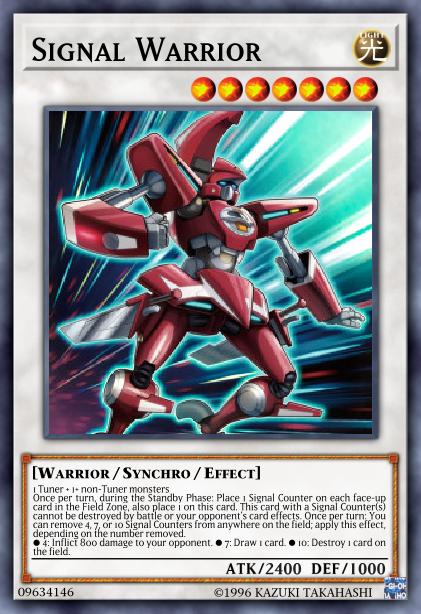 Signal Warrior
LIGHT
光
[Warrior / Synchro / Effect]
1 Tuner + 1+ non-Tuner monsters
Once per turn, during the Standby Phase: Place 1 Signal Counter on each face-up
card in the Field Zone, also place 1 on this card. This card with a Signal Counter(s)
cannot be destroyed by battle or your opponent's card effects. Once per turn: You
can remove 4, 7, or 10 Signal Counters from anywhere on the field; apply this effect,
depending on the number removed.
● 4: Inflict 800 damage to your opponent. ● 7: Draw 1 card. ● 10: Destroy 1 card on
the field.
ATK/2400 DEF/1000
09634146
©1996 KAZUKI TAKAHASHI